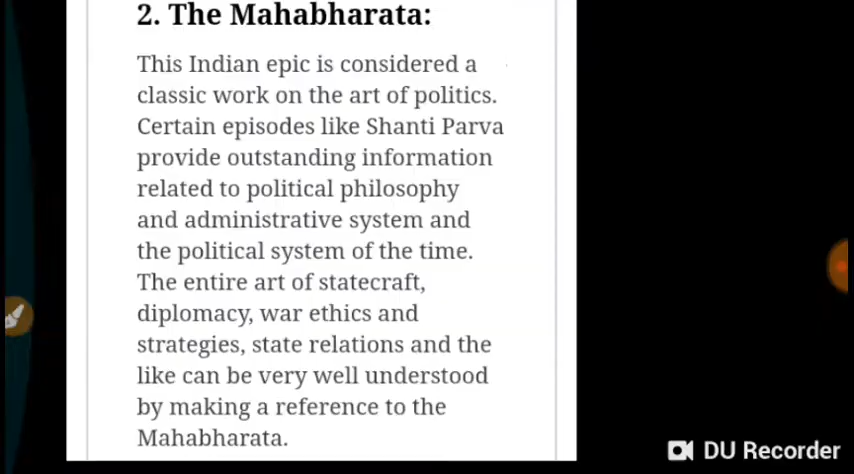 2. The Mahabharata:
This Indian epic is considered a
classic work on the art of politics.
Certain episodes like Shanti Parva
provide outstanding information
related to political philosophy
and administrative system and
the political system of the time.
The entire art of statecraft,
diplomacy, war ethics and
strategies, state relations and the
like can be very well understood
by making a reference to the
Mahabharata.
DU Recorder